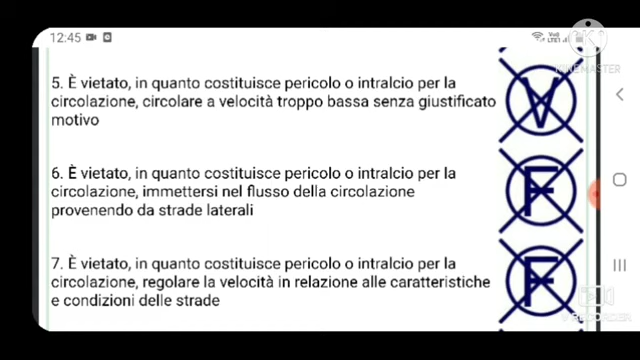 12:45
Vo))
LTE1
KINEMASTER
5. È vietato, in quanto costituisce pericolo o intralcio per la
circolazione, circolare a velocità troppo bassa senza giustificato
motivo
V
6. È vietato, in quanto costituisce pericolo o intralcio per la
circolazione, immettersi nel flusso della circolazione
provenendo da strade laterali
F
7. È vietato, in quanto costituisce pericolo o intralcio per la
circolazione, regolare la velocità in relazione alle caratteristiche
e condizioni delle strade
F